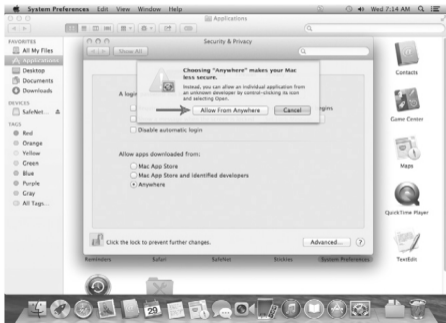 System Preferences Edit View Window Help
Wed 7:14 AM
Applications
FAVORITES
All My Files
Applications
Desktop
Documents
Downloads
DEVICES
SafeNet...
TAGS
Red
Orange
Yellow
Green
Blue
Purple
Gray
All Tags...
Security & Privacy
Show All
Choosing "Anywhere" makes your Mac
less secure.
Instead, you can allow an individual application from
an unknown developer by control-clicking its icon
and selecting Open.
Allow From Anywhere
Cancel
A login
Disable automatic login
Allow apps downloaded from:
Mac App Store
Mac App Store and identified developers
Anywhere
Click the lock to prevent further changes.
Advanced...
?
Contacts
Game Center
Maps
QuickTime Player
Reminders
Safari
SafeNet
Stickies
System Preferences
TextEdit
29